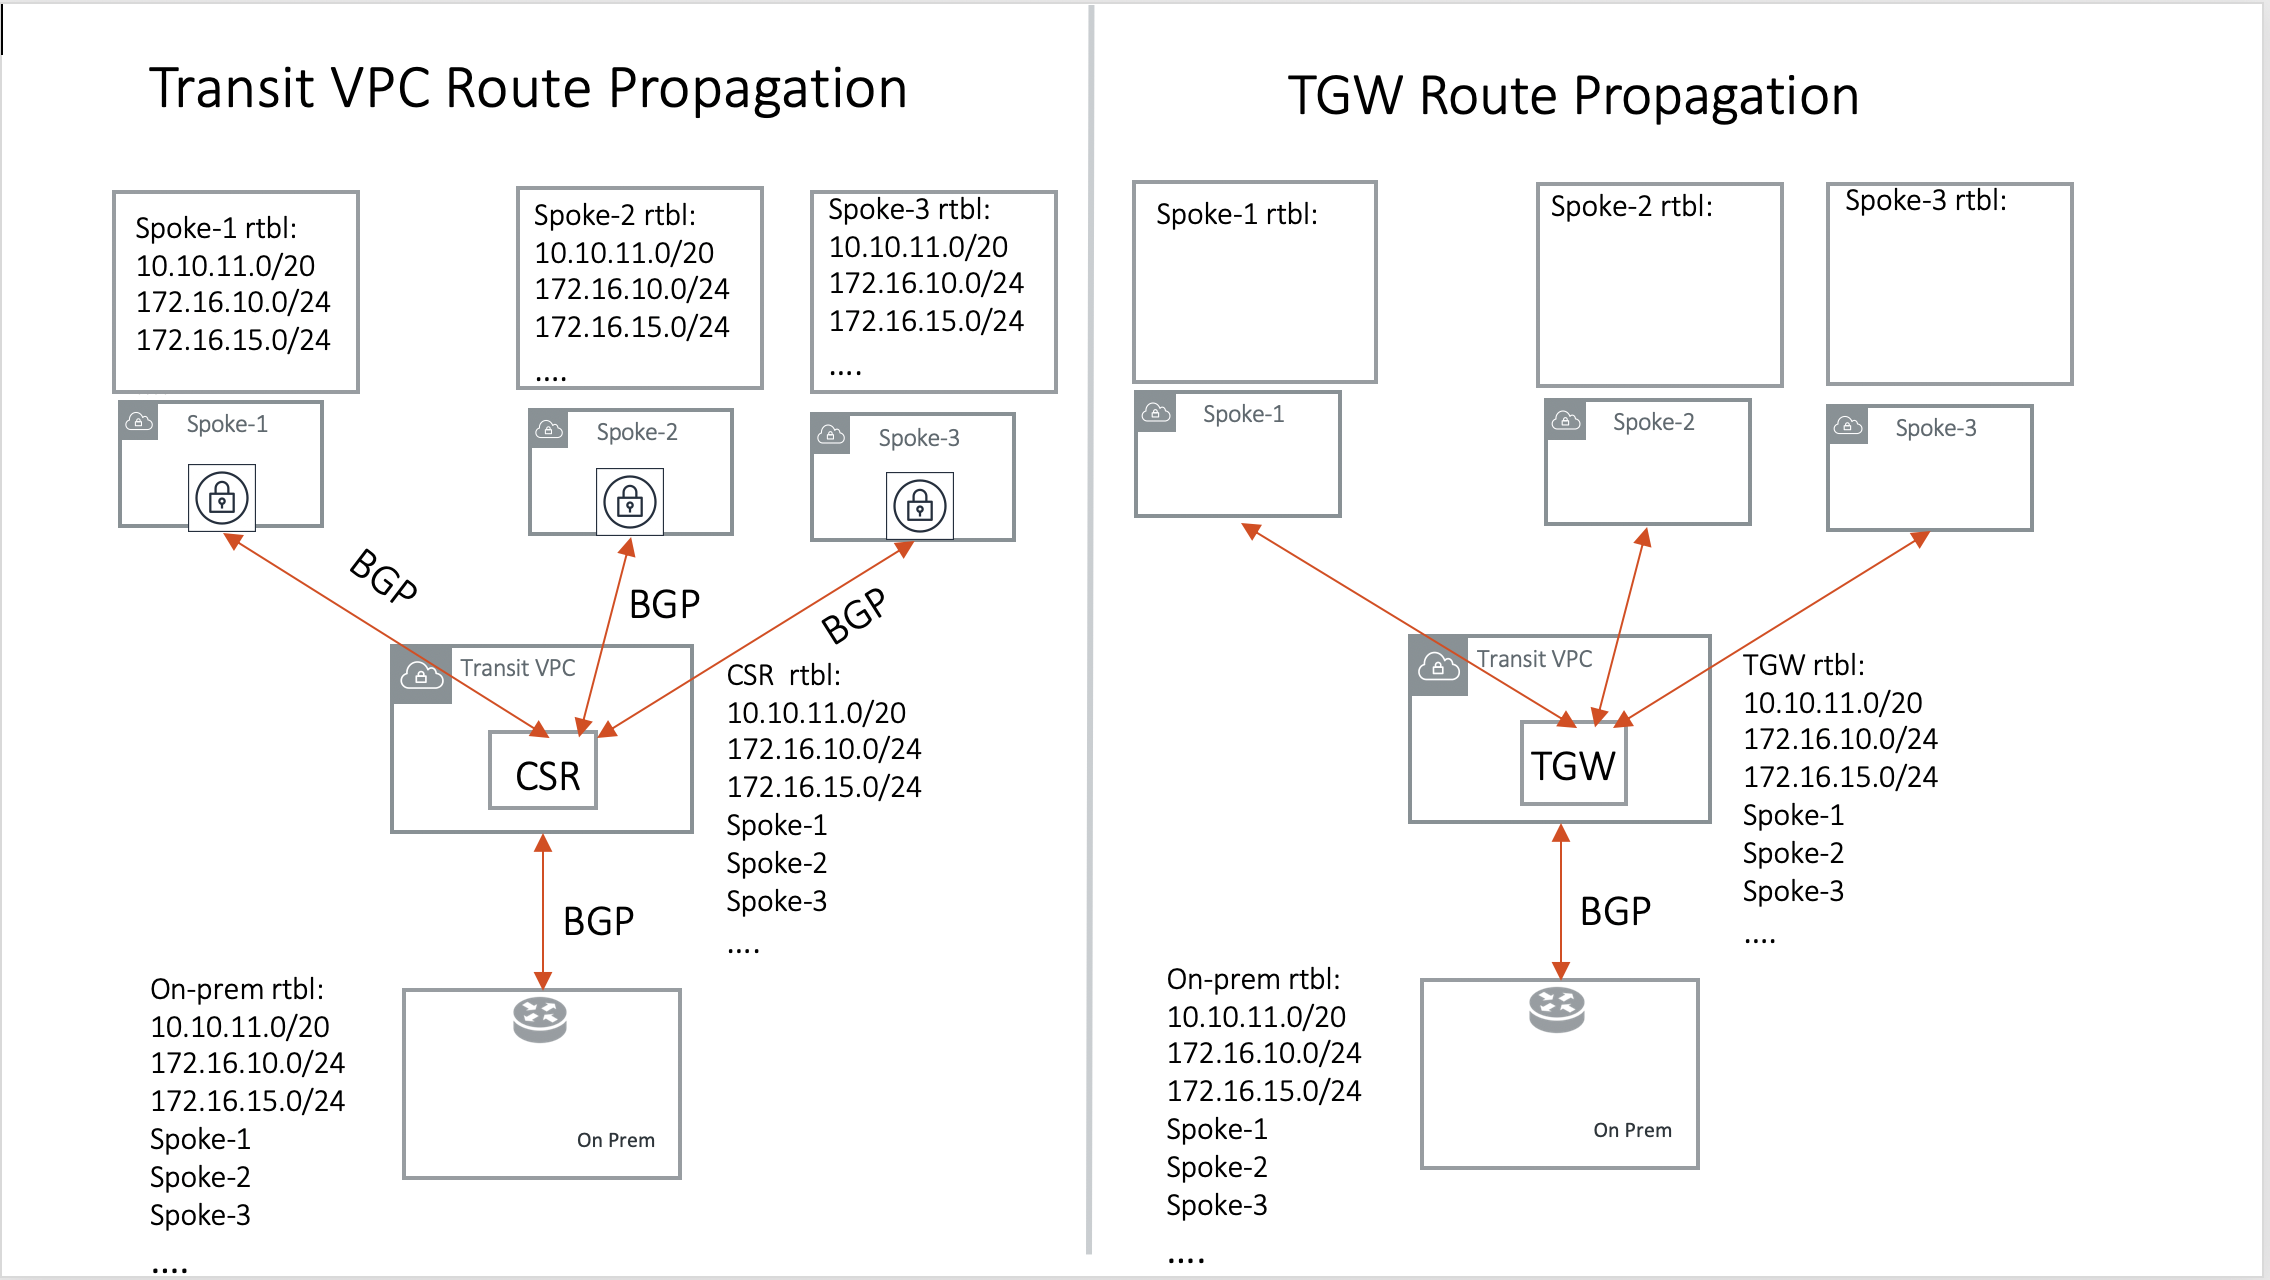 Transit VPC Route Propagation
Spoke-1 rtbl:
10.10.11.0/20
172.16.10.0/24
172.16.15.0/24
Spoke-2 rtbl:
10.10.11.0/20
172.16.10.0/24
172.16.15.0/24
....
Spoke-3 rtbl:
10.10.11.0/20
172.16.10.0/24
172.16.15.0/24
....
Spoke-1
Spoke-2
Spoke-3
BGP
BGP
BGP
Transit VPC
CSR
CSR rtbl:
10.10.11.0/20
172.16.10.0/24
172.16.15.0/24
Spoke-1
Spoke-2
Spoke-3
....
BGP
On-prem rtbl:
10.10.11.0/20
172.16.10.0/24
172.16.15.0/24
Spoke-1
Spoke-2
Spoke-3
....
On Prem
TGW Route Propagation
Spoke-1 rtbl:
Spoke-2 rtbl:
Spoke-3 rtbl:
Spoke-1
Spoke-2
Spoke-3
Transit VPC
TGW
TGW rtbl:
10.10.11.0/20
172.16.10.0/24
172.16.15.0/24
Spoke-1
Spoke-2
Spoke-3
....
BGP
On-prem rtbl:
10.10.11.0/20
172.16.10.0/24
172.16.15.0/24
Spoke-1
Spoke-2
Spoke-3
....
On Prem